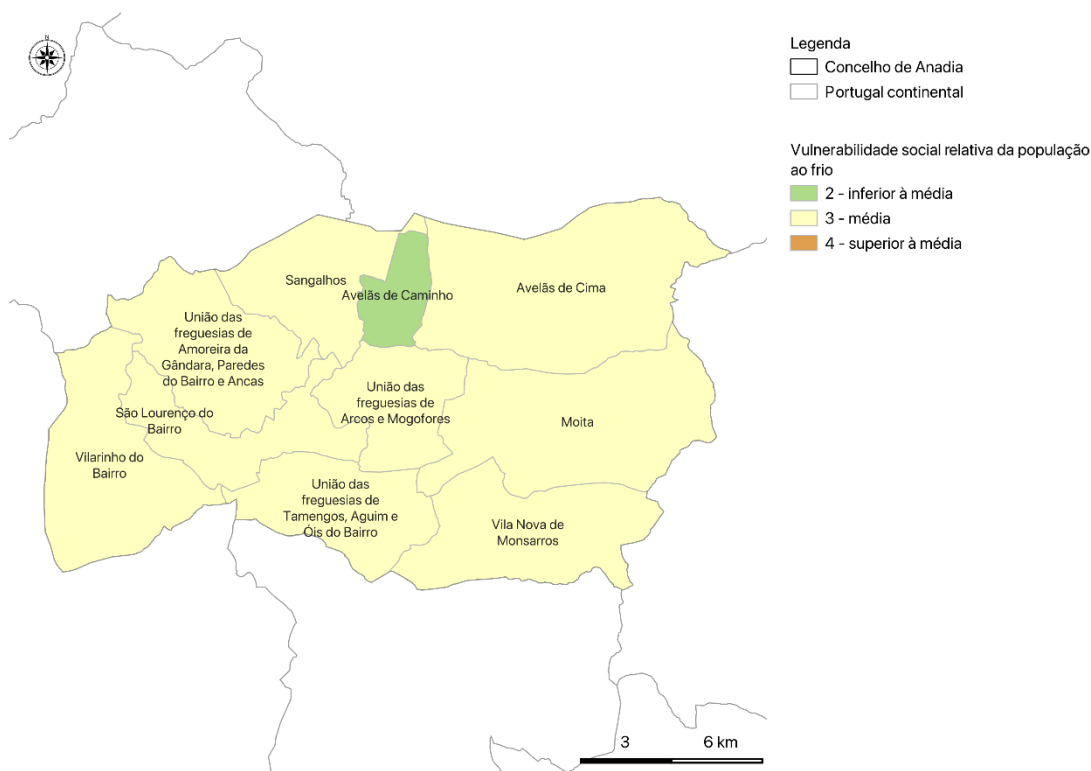 N
Legenda
Concelho de Anadia
Portugal continental
Vulnerabilidade social relativa da população
ao frio
2 - inferior à média
3 - média
4 - superior à média
Sangalhos
Avelãs de Caminho
Avelãs de Cima
União das
freguesias de
Amoreira da
Gândara, Paredes
do Bairro e Ancas
União das
freguesias de
Arcos e Mogofores
São Lourenço do
Bairro
Moita
Vilarinho do
Bairro
União das
freguesias de
Tamengos, Aguim e
Óis do Bairro
Vila Nova de
Monsarros
3 6 km